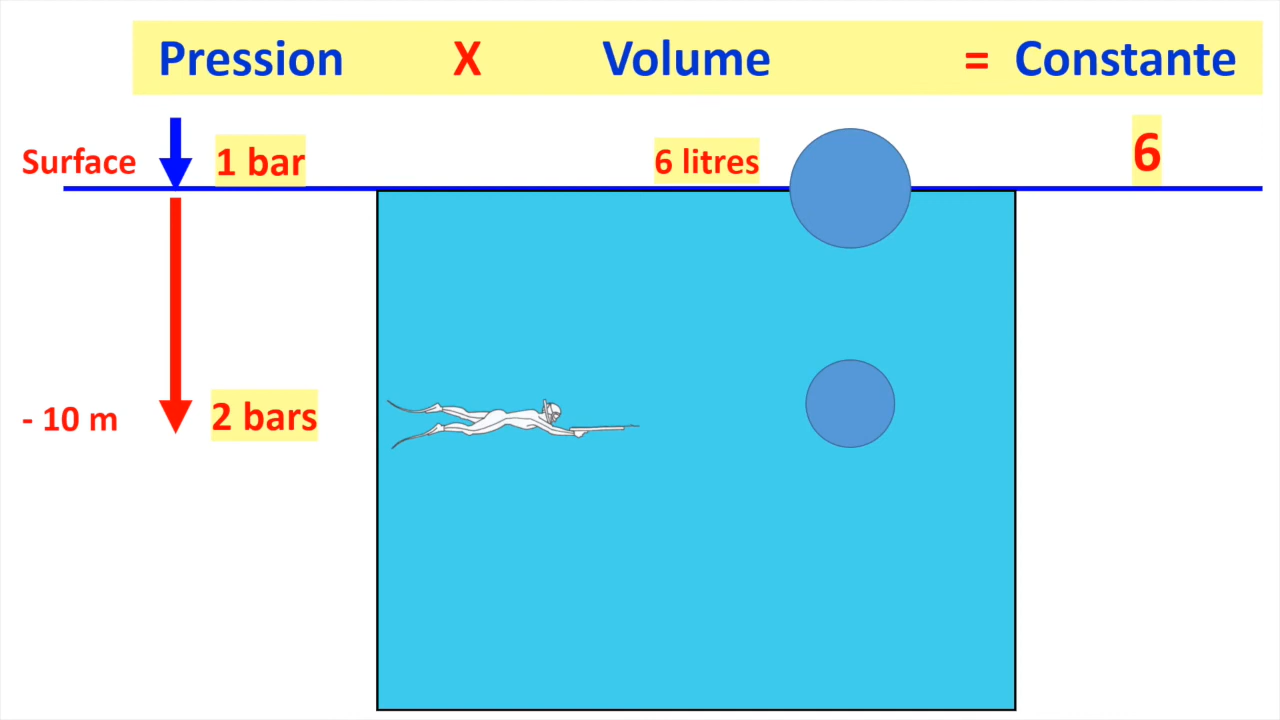 Pression X Volume = Constante
Surface 1 bar 6 litres 6
- 10 m 2 bars